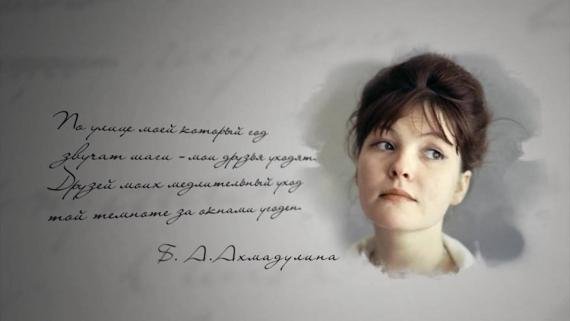 По улице моей который год
звучат шаги - мои друзья уходят.
Друзей моих медлительный уход
той темноте за окнами угоден.
Б. А. Ахмадулина